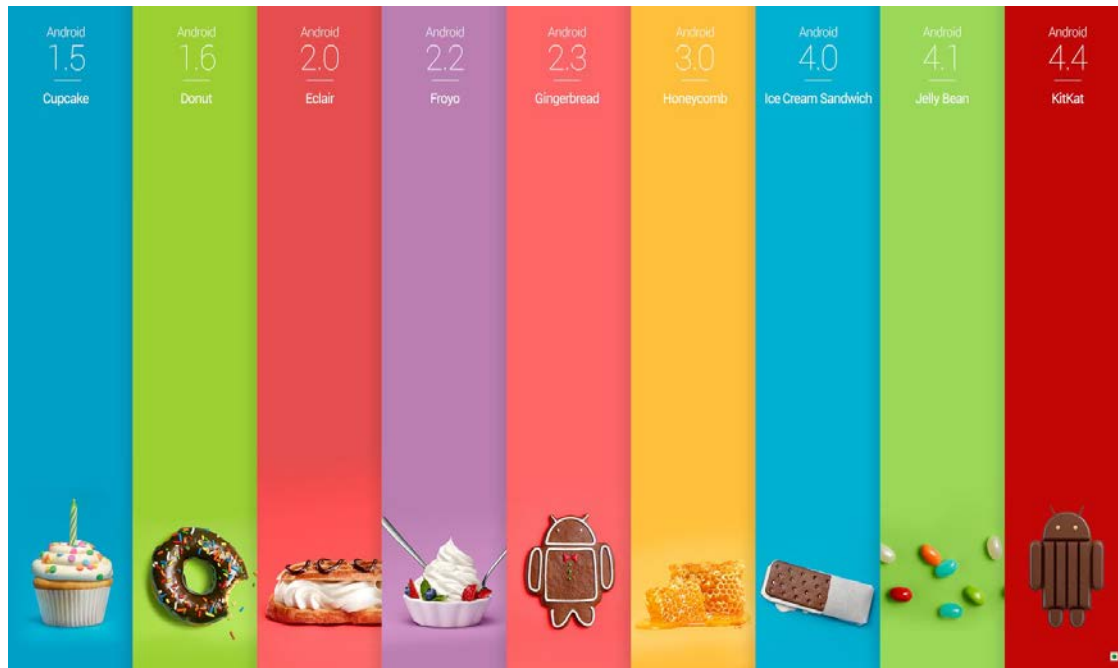 Android
1.5
Cupcake
Android
1.6
Donut
Android
2.0
Eclair
Android
2.2
Froyo
Android
2.3
Gingerbread
Android
3.0
Honeycomb
Android
4.0
Ice Cream Sandwich
Android
4.1
Jelly Bean
Android
4.4
KitKat